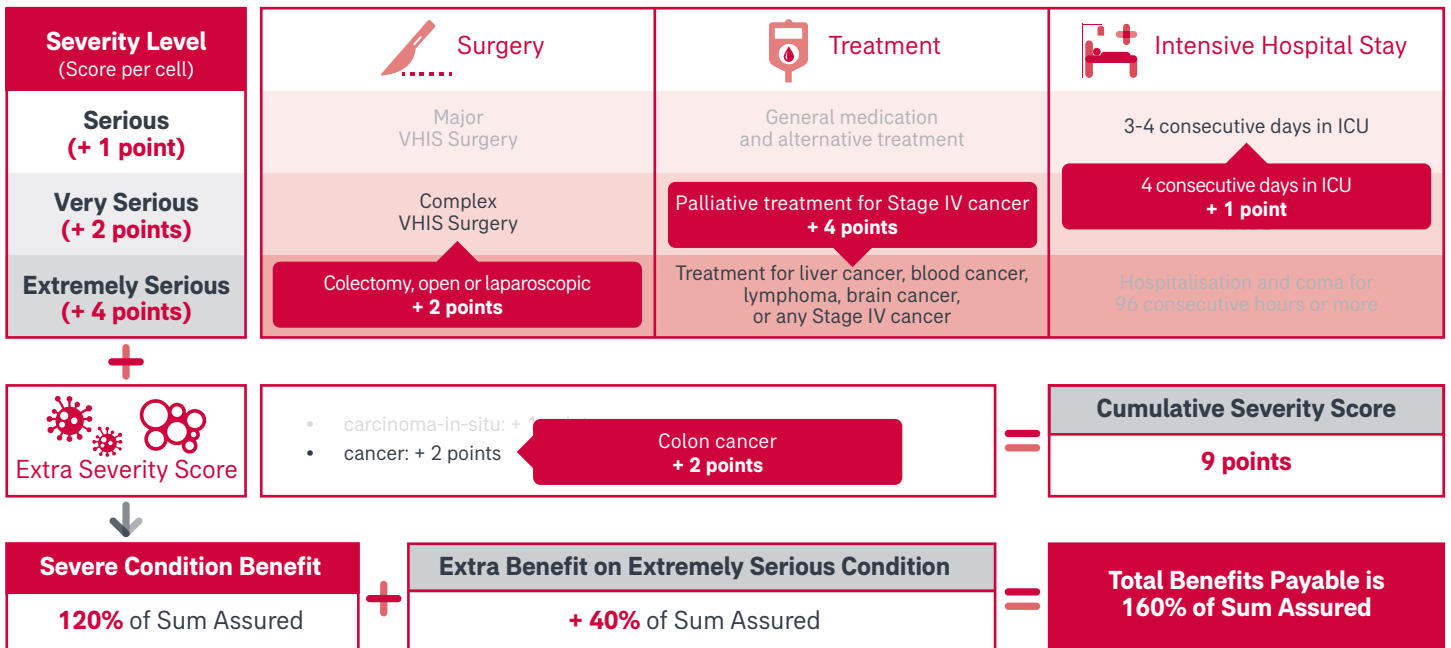 Severity Level
(Score per cell)
Surgery
Treatment
Intensive Hospital Stay
Serious
(+ 1 point)
Major
VHIS Surgery
General medication
and alternative treatment
3-4 consecutive days in ICU
Very Serious
(+ 2 points)
Complex
VHIS Surgery
Palliative treatment for Stage IV cancer
+ 4 points
4 consecutive days in ICU
+ 1 point
Extremely Serious
(+ 4 points)
Colectomy, open or laparoscopic
+ 2 points
Treatment for liver cancer, blood cancer,
lymphoma, brain cancer,
or any Stage IV cancer
Hospitalisation and coma for
96 consecutive hours or more
+
Extra Severity Score
• carcinoma-in-situ: +
• cancer: + 2 points
Colon cancer
+ 2 points
=
Cumulative Severity Score
9 points
Severe Condition Benefit
120% of Sum Assured
+
Extra Benefit on Extremely Serious Condition
+ 40% of Sum Assured
=
Total Benefits Payable is
160% of Sum Assured